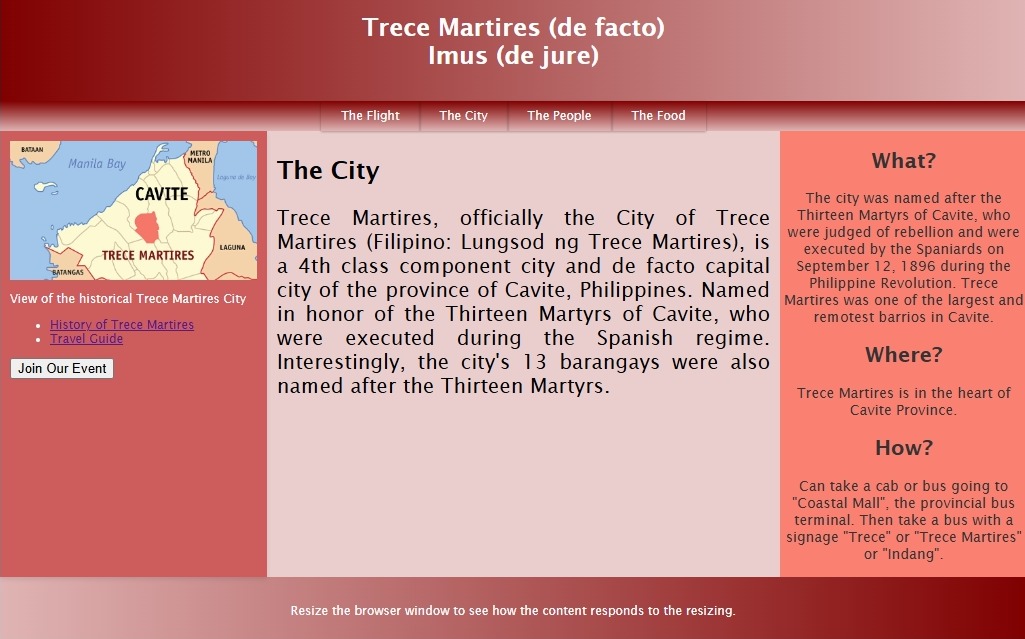 Trece Martires (de facto)
Imus (de jure)
The Flight
The City
The People
The Food
BATAAN
Manila Bay
METRO
MANILA
Laguna de Bay
CAVITE
TRECE MARTIRES
LAGUNA
BATANGAS
View of the historical Trece Martires City
History of Trece Martires
Travel Guide
Join Our Event
The City
Trece Martires, officially the City of Trece
Martires (Filipino: Lungsod ng Trece Martires), is
a 4th class component city and de facto capital
city of the province of Cavite, Philippines. Named
in honor of the Thirteen Martyrs of Cavite, who
were executed during the Spanish regime.
Interestingly, the city's 13 barangays were also
named after the Thirteen Martyrs.
What?
The city was named after the
Thirteen Martyrs of Cavite, who
were judged of rebellion and were
executed by the Spaniards on
September 12, 1896 during the
Philippine Revolution. Trece
Martires was one of the largest and
remotest barrios in Cavite.
Where?
Trece Martires is in the heart of
Cavite Province.
How?
Can take a cab or bus going to
"Coastal Mall", the provincial bus
terminal. Then take a bus with a
signage "Trece" or "Trece Martires"
or "Indang".
Resize the browser window to see how the content responds to the resizing.